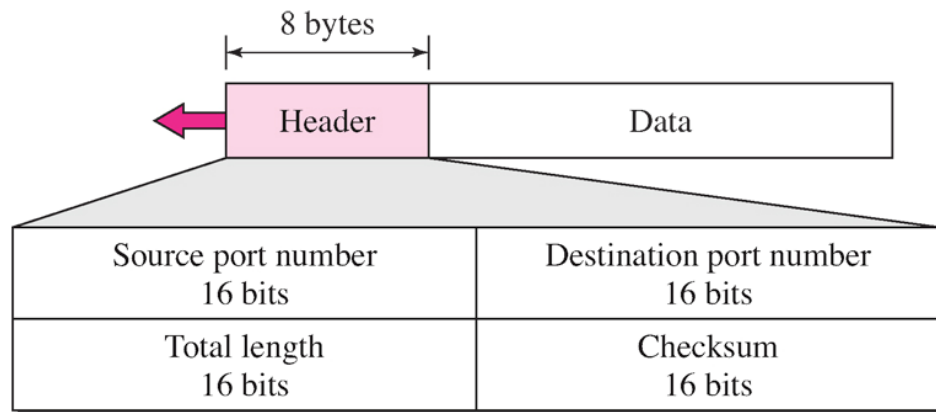 8 bytes
Header
Data
Source port number
16 bits
Destination port number
16 bits
Total length
16 bits
Checksum
16 bits